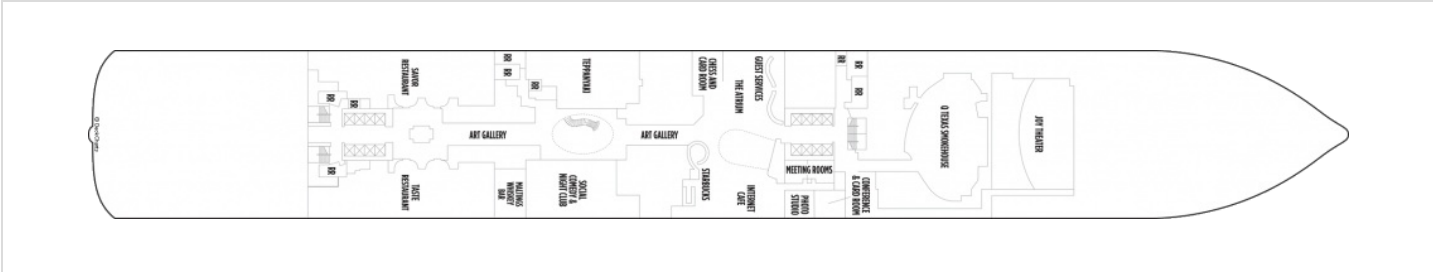 SAVOR
RESTAURANT
RR
RR
RR
RR
RR
TEPPANYAKI
CHESS AND
CARD ROOM
THE ATRIUM
GUEST SERVICES
RR
RR
RR
Q TEXAS SMOKEHOUSE
JOY THEATER
ART GALLERY
ART GALLERY
RR
TASTE
RESTAURANT
MALTINGS
WHISKEY
BAR
SOCIAL
COMEDY &
NIGHT CLUB
STARBUCKS
INTERNET
CAFE
MEETING ROOMS
PHOTO
STUDIO
CONFERENCE
& CARD ROOM